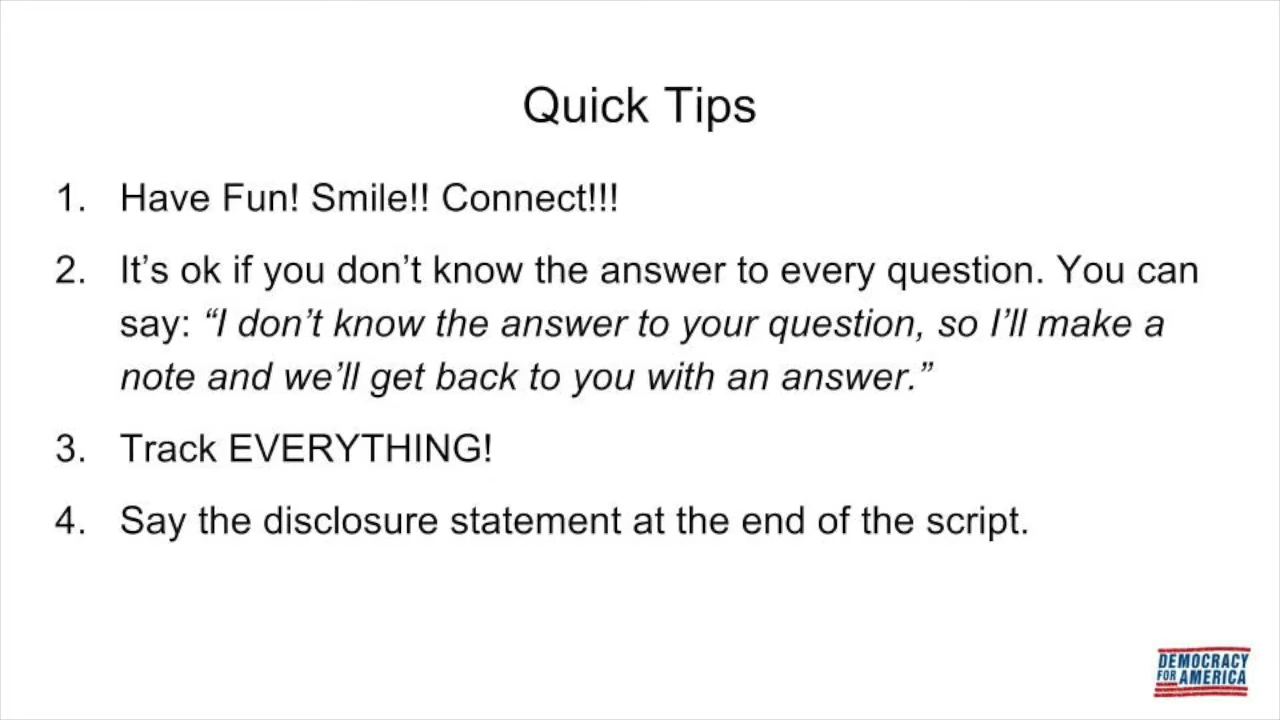 Quick Tips
1. Have Fun! Smile!! Connect!!!
2. It’s ok if you don’t know the answer to every question. You can
say: “I don’t know the answer to your question, so I’ll make a
note and we’ll get back to you with an answer.”
3. Track EVERYTHING!
4. Say the disclosure statement at the end of the script.
DEMOCRACY
FOR AMERICA